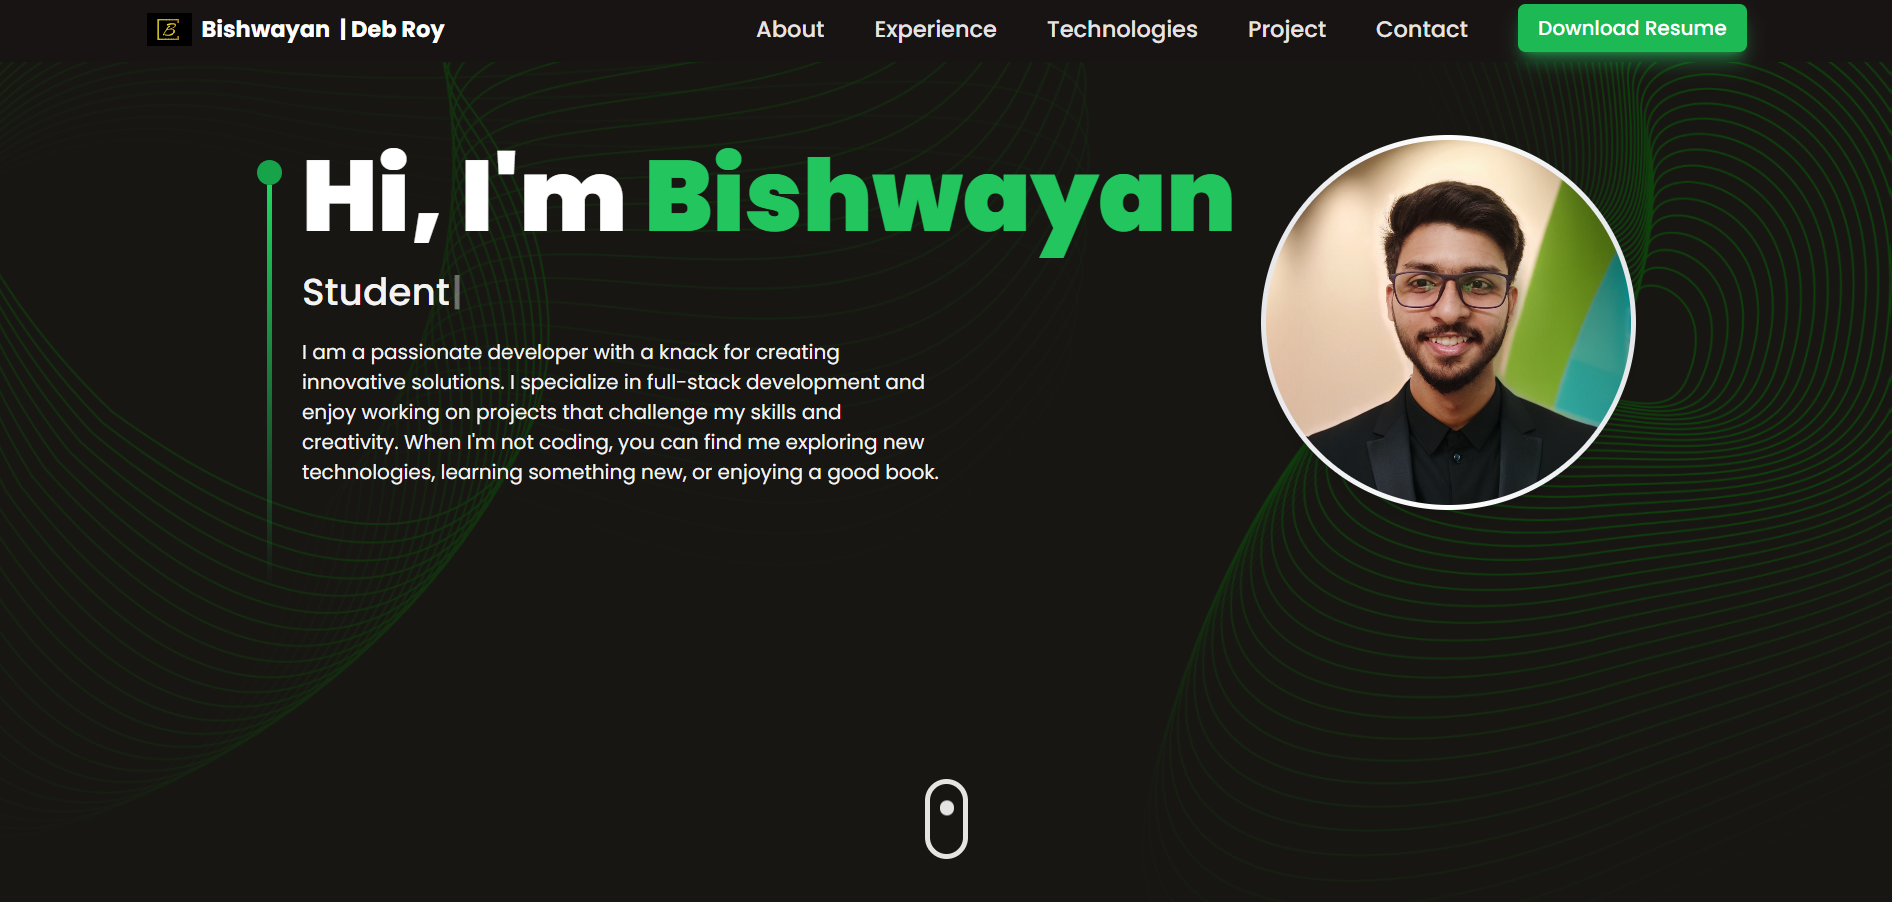 B
Bishwayan | Deb Roy
About
Experience
Technologies
Project
Contact
Download Resume
Hi, I'm Bishwayan
Student
I am a passionate developer with a knack for creating
innovative solutions. I specialize in full-stack development and
enjoy working on projects that challenge my skills and
creativity. When I'm not coding, you can find me exploring new
technologies, learning something new, or enjoying a good book.